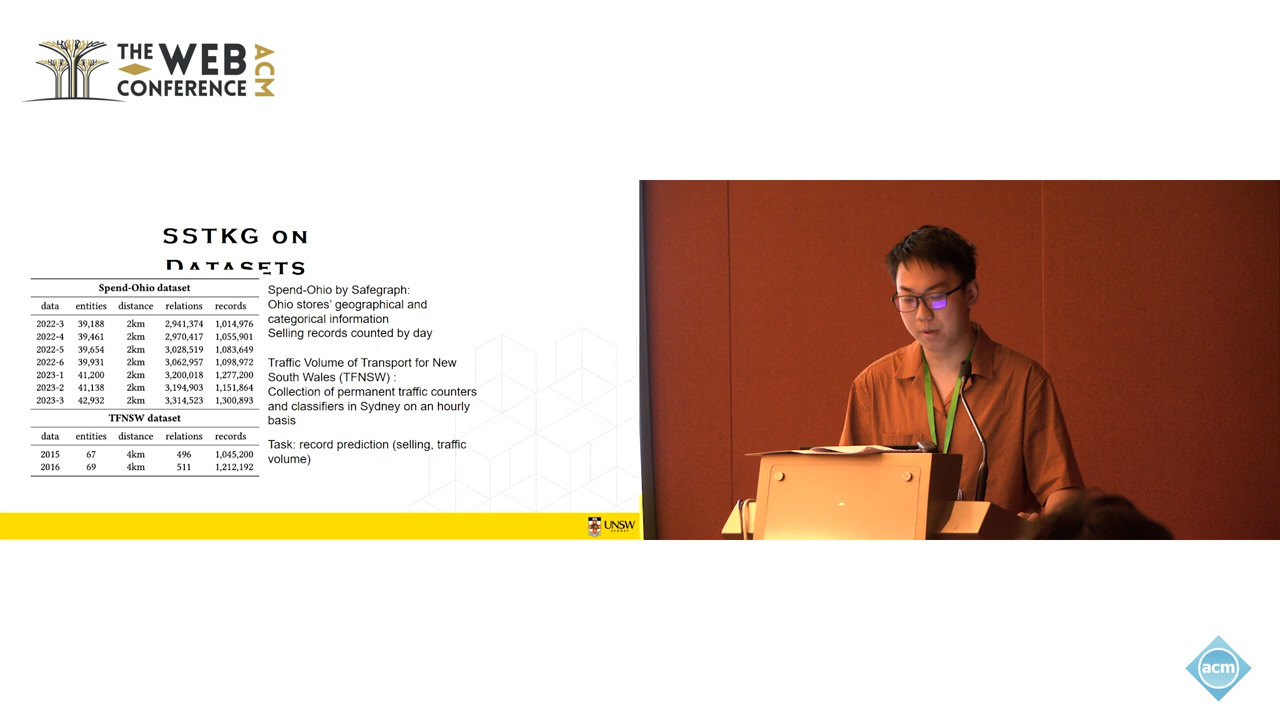 THE WEB
CONFERENCE
ACM
SSTKG ON
DATASETS
Spend-Ohio dataset
data entities distance relations records
2022-3 39,188 2km 2,941,374 1,014,976
2022-4 39,461 2km 2,970,417 1,055,901
2022-5 39,654 2km 3,028,519 1,083,649
2022-6 39,931 2km 3,062,957 1,098,972
2023-1 41,200 2km 3,200,018 1,277,200
2023-2 41,138 2km 3,194,903 1,151,864
2023-3 42,932 2km 3,314,523 1,300,893
TFNSW dataset
data entities distance relations records
2015 67 4km 496 1,045,200
2016 69 4km 511 1,212,192
Spend-Ohio by Safegraph:
Ohio stores’ geographical and
categorical information
Selling records counted by day
Traffic Volume of Transport for New
South Wales (TFNSW) :
Collection of permanent traffic counters
and classifiers in Sydney on an hourly
basis
Task: record prediction (selling, traffic
volume)
UNSW
SYDNEY
acm